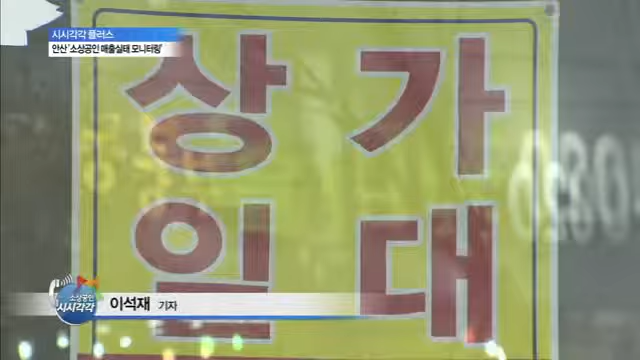 시시각각 플러스
안산 '소상공인 매출실태 모니터링'
상가
일대
소상공인
시시각각
이석재 기자